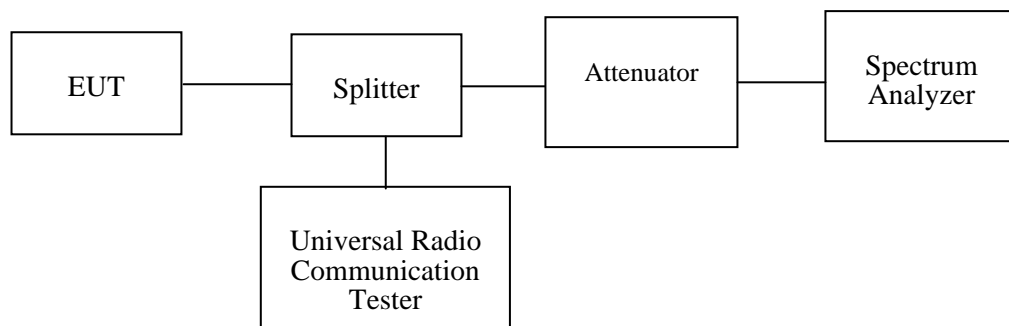 EUT
Splitter
Attenuator
Spectrum
Analyzer
Universal Radio
Communication
Tester